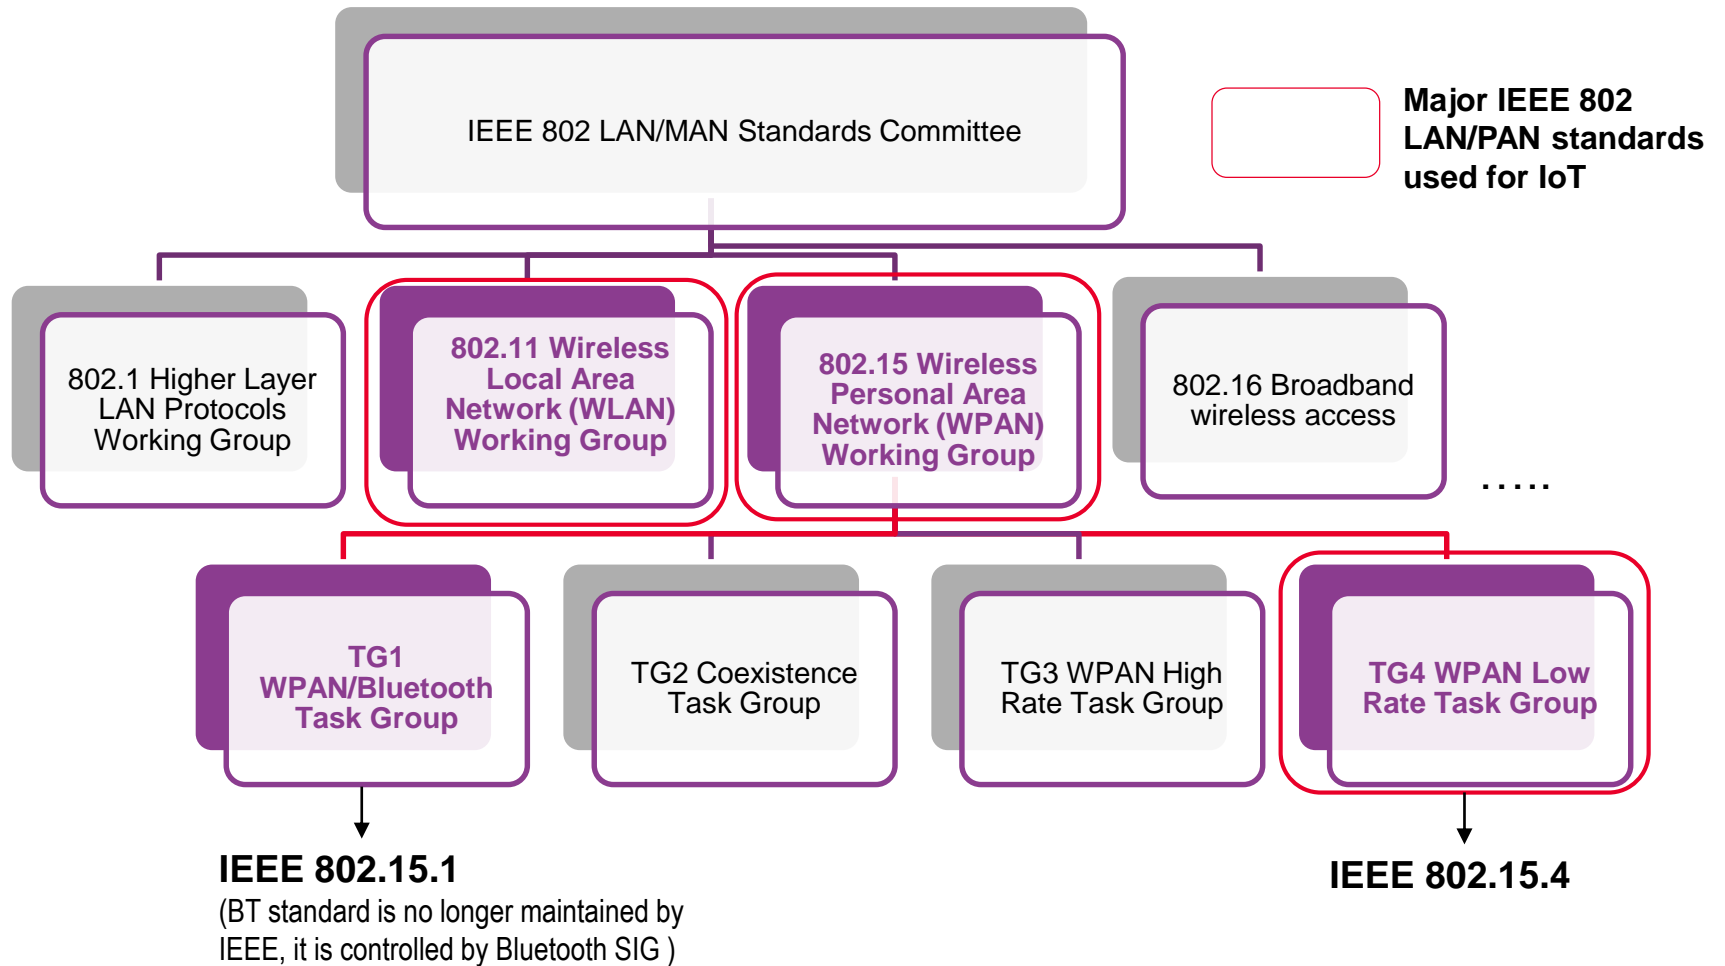 IEEE 802 LAN/MAN Standards Committee
Major IEEE 802
LAN/PAN standards
used for IoT
802.1 Higher Layer
LAN Protocols
Working Group
802.11 Wireless
Local Area
Network (WLAN)
Working Group
802.15 Wireless
Personal Area
Network (WPAN)
Working Group
802.16 Broadband
wireless access
.....
TG1
WPAN/Bluetooth
Task Group
TG2 Coexistence
Task Group
TG3 WPAN High
Rate Task Group
TG4 WPAN Low
Rate Task Group
IEEE 802.15.1
(BT standard is no longer maintained by
IEEE, it is controlled by Bluetooth SIG )
IEEE 802.15.4